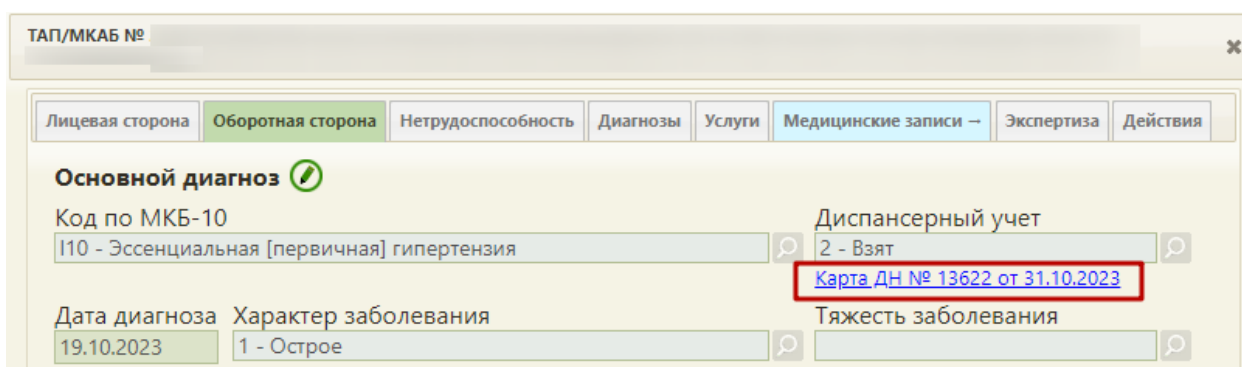 ТАП/МКАБ №
Лицевая сторона Оборотная сторона Нетрудоспособность Диагнозы Услуги Медицинские записи → Экспертиза Действия
Основной диагноз
Код по МКБ-10 Диспансерный учет
I10 - Эссенциальная [первичная] гипертензия 2 - Взят
Карта ДН № 13622 от 31.10.2023
Дата диагноза Характер заболевания Тяжесть заболевания
19.10.2023 1 - Острое